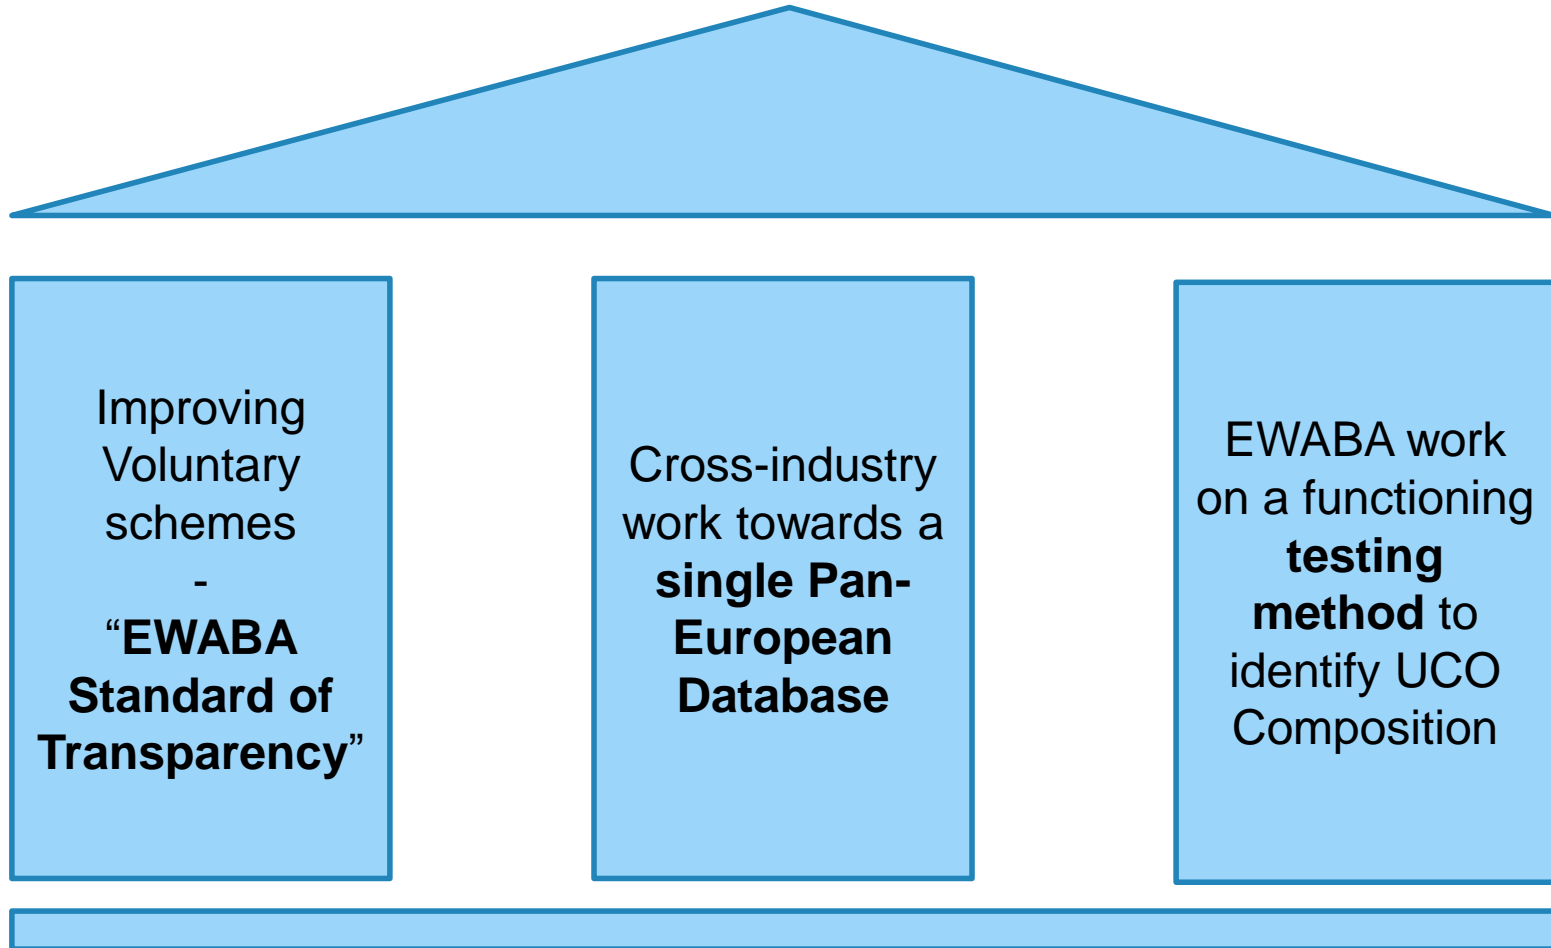 Improving
Voluntary
schemes
-
“EWABA
Standard of
Transparency”
Cross-industry
work towards a
single Pan-
European
Database
EWABA work
on a functioning
testing
method to
identify UCO
Composition